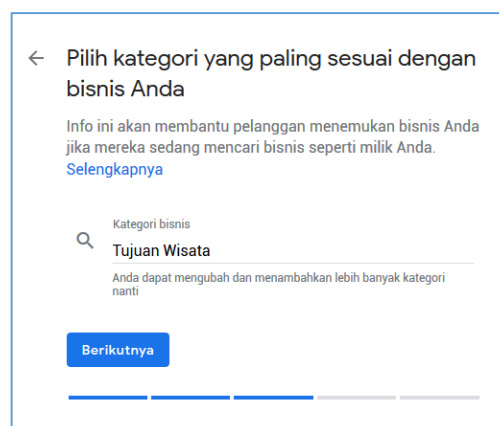 Pilih kategori yang paling sesuai dengan
bisnis Anda
Info ini akan membantu pelanggan menemukan bisnis Anda
jika mereka sedang mencari bisnis seperti milik Anda.
Selengkapnya
Kategori bisnis
Tujuan Wisata
Anda dapat mengubah dan menambahkan lebih banyak kategori
nanti
Berikutnya